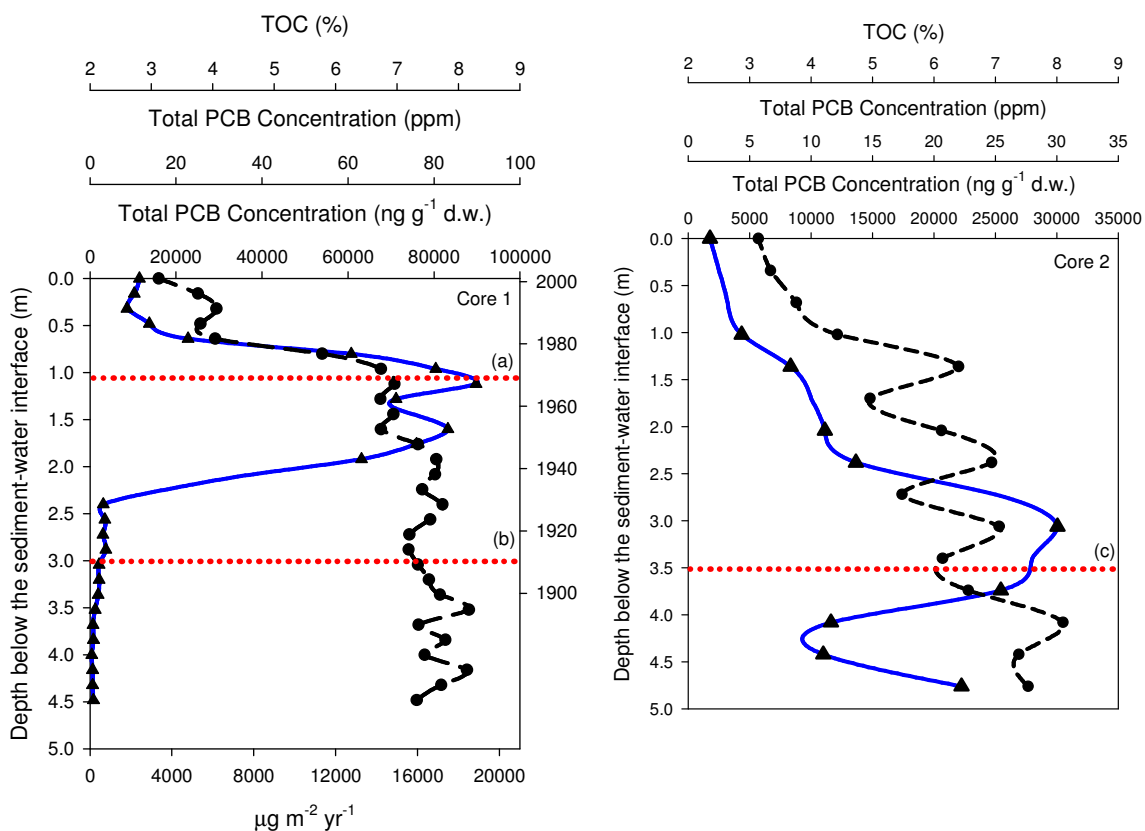 TOC (%)
2 3 4 5 6 7 8 9
Total PCB Concentration (ppm)
0 20 40 60 80 100
Total PCB Concentration (ng g⁻¹ d.w.)
0 20000 40000 60000 80000 100000
Depth below the sediment-water interface (m)
0.0
0.5
1.0
1.5
2.0
2.5
3.0
3.5
4.0
4.5
5.0
Core 1
(a)
(b)
2000
1980
1960
1940
1920
1900
0 4000 8000 12000 16000 20000
μg m⁻² yr⁻¹
TOC (%)
2 3 4 5 6 7 8 9
Total PCB Concentration (ppm)
0 5 10 15 20 25 30 35
Total PCB Concentration (ng g⁻¹ d.w.)
0 5000 10000 15000 20000 25000 30000 35000
Depth below the sediment-water interface (m)
0.0
0.5
1.0
1.5
2.0
2.5
3.0
3.5
4.0
4.5
5.0
Core 2
(c)